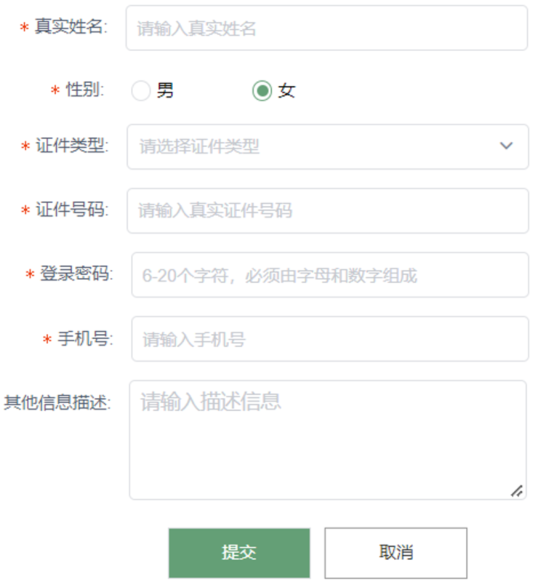 * 真实姓名: 请输入真实姓名
* 性别: 男 女
* 证件类型: 请选择证件类型
* 证件号码: 请输入真实证件号码
* 登录密码: 6-20个字符，必须由字母和数字组成
* 手机号: 请输入手机号
其他信息描述: 请输入描述信息
提交 取消